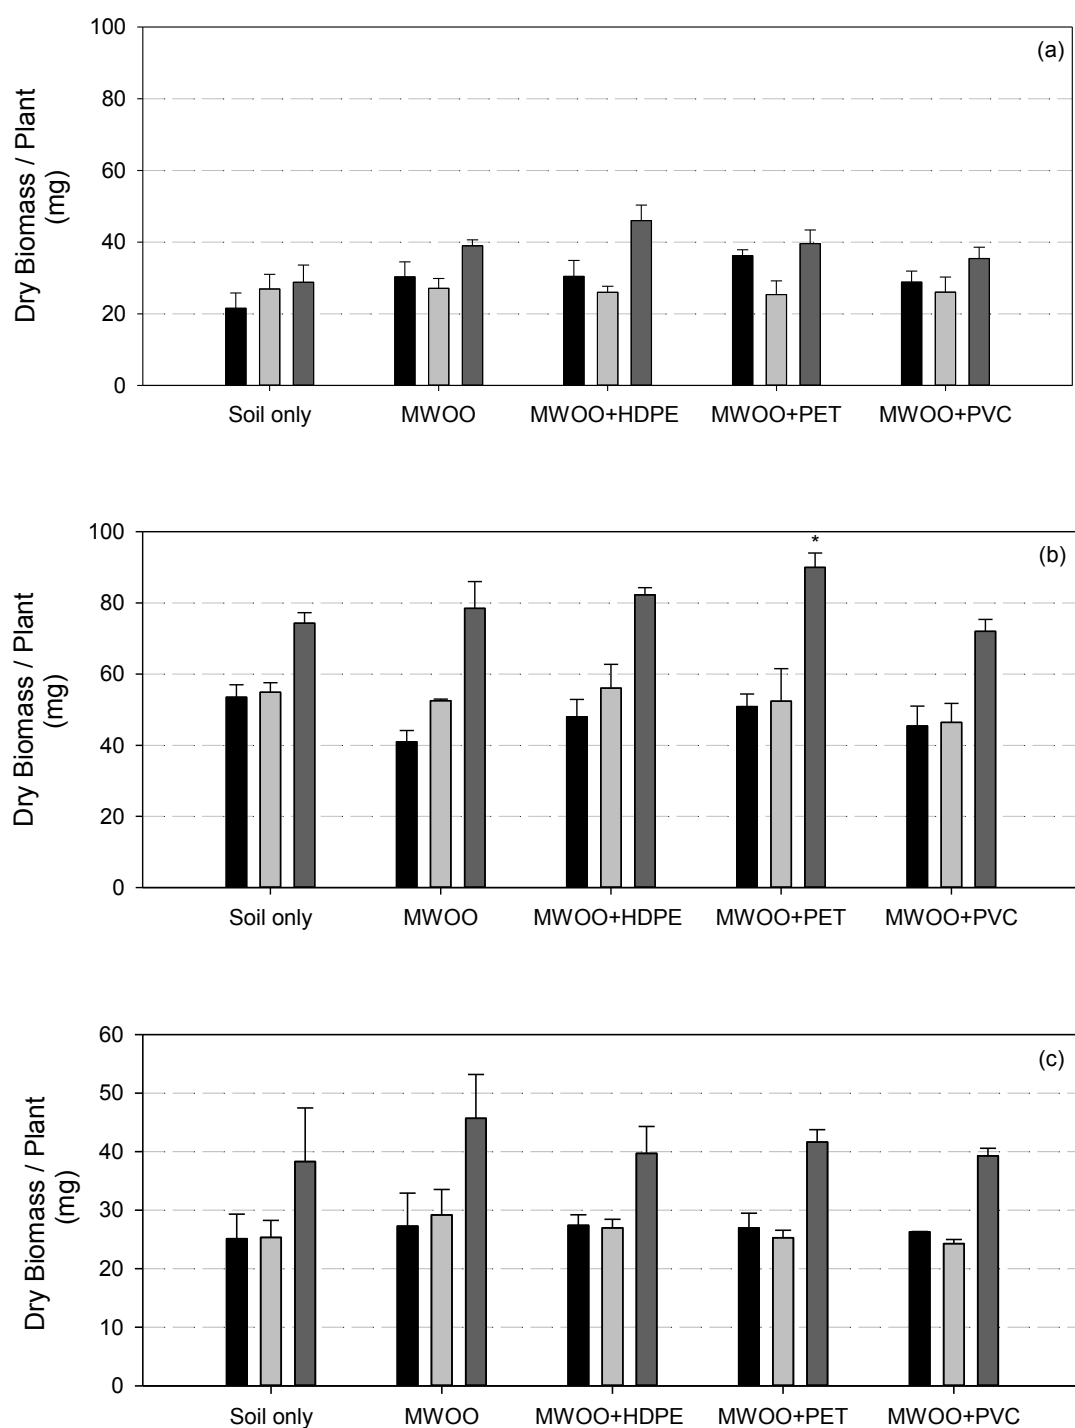 (a)
Dry Biomass / Plant
(mg)
100
80
60
40
20
0
Soil only MWOO MWOO+HDPE MWOO+PET MWOO+PVC
(b)
*
Dry Biomass / Plant
(mg)
100
80
60
40
20
0
Soil only MWOO MWOO+HDPE MWOO+PET MWOO+PVC
(c)
Dry Biomass / Plant
(mg)
60
50
40
30
20
10
0
Soil only MWOO MWOO+HDPE MWOO+PET MWOO+PVC